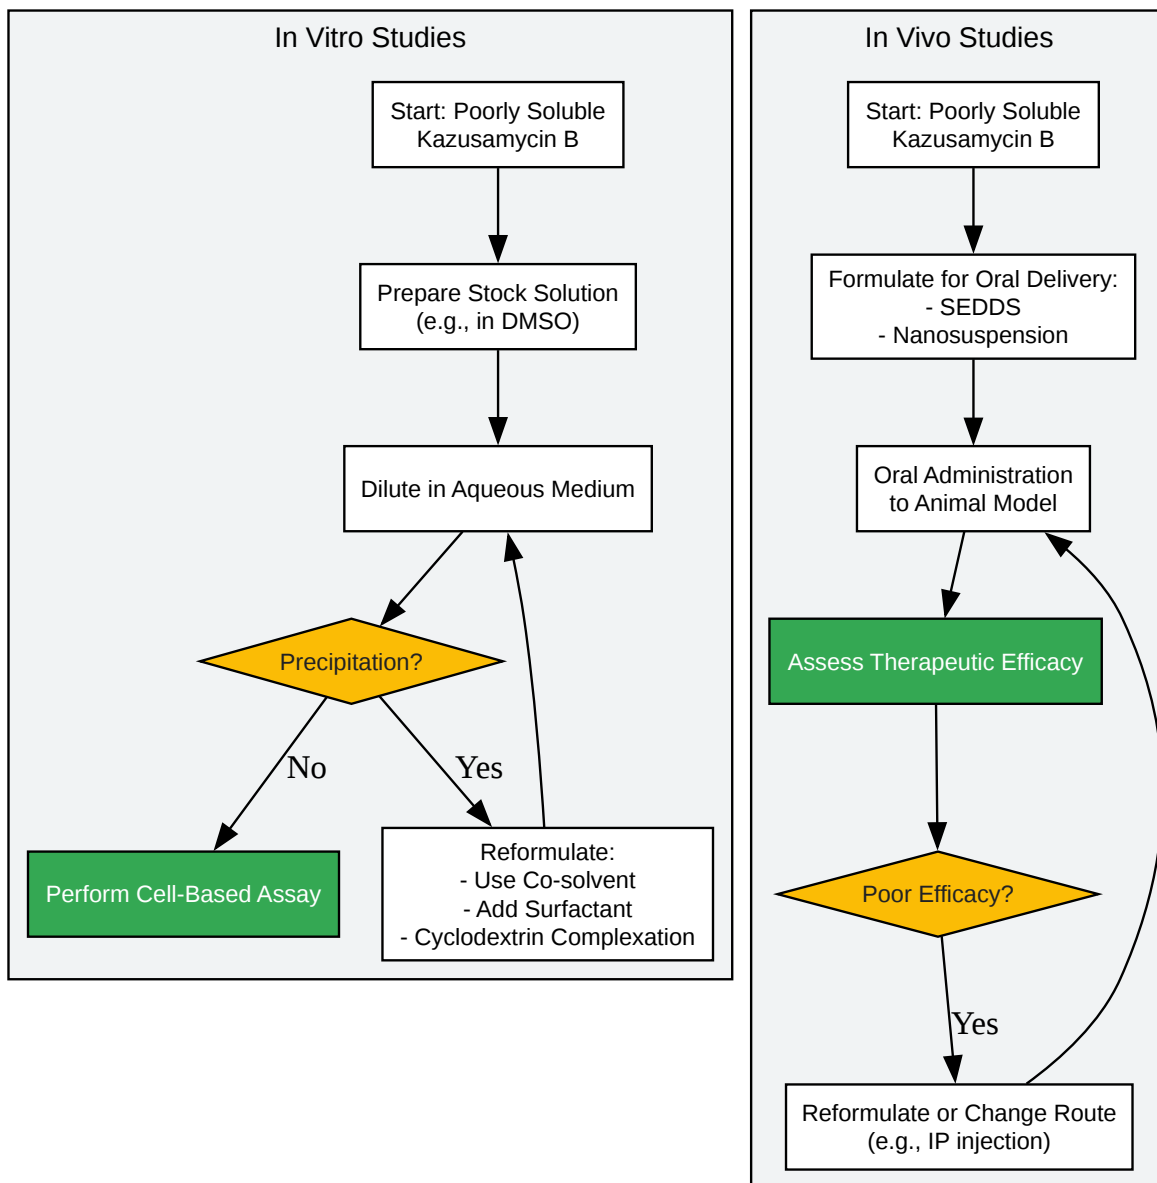 In Vitro Studies
Start: Poorly Soluble
Kazusamycin B
Prepare Stock Solution
(e.g., in DMSO)
Dilute in Aqueous Medium
Precipitation?
No
Yes
Perform Cell-Based Assay
Reformulate:
- Use Co-solvent
- Add Surfactant
- Cyclodextrin Complexation
In Vivo Studies
Start: Poorly Soluble
Kazusamycin B
Formulate for Oral Delivery:
- SEDDS
- Nanosuspension
Oral Administration
to Animal Model
Assess Therapeutic Efficacy
Poor Efficacy?
Yes
Reformulate or Change Route
(e.g., IP injection)